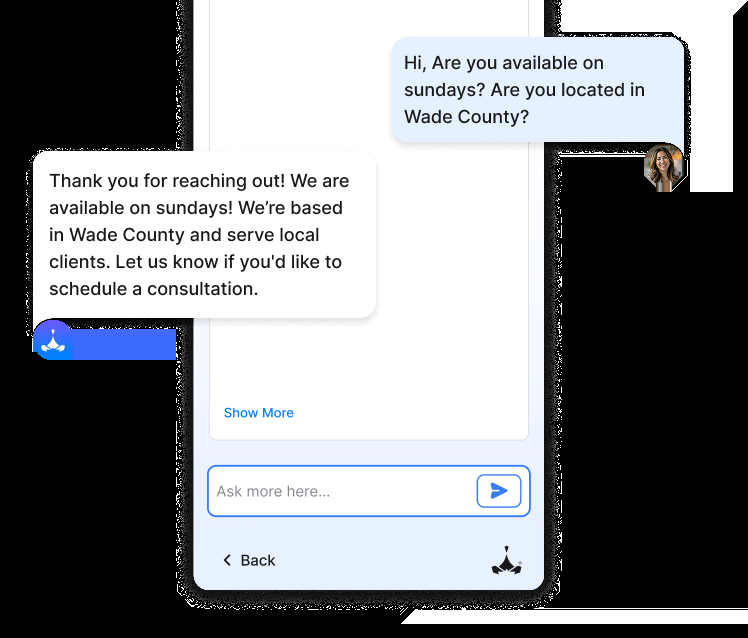 Hi, Are you available on
sundays? Are you located in
Wade County?
Thank you for reaching out! We are
available on sundays! We’re based
in Wade County and serve local
clients. Let us know if you'd like to
schedule a consultation.
Show More
Ask more here...
Back